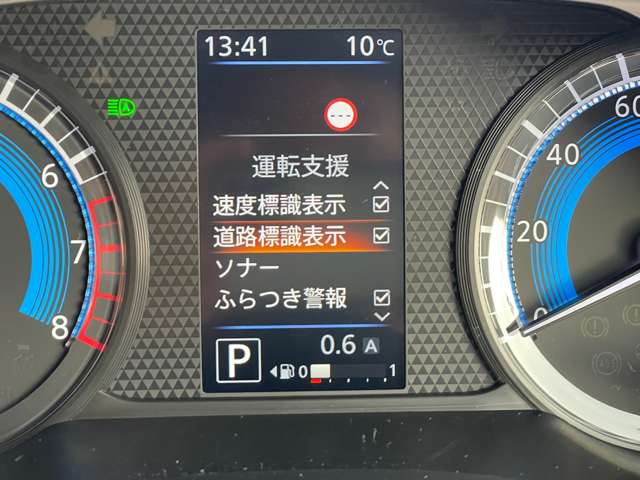 13:41 10℃
---
運転支援
速度標識表示
道路標識表示
ソナー
ふらつき警報
P 0.6 A
0 1
6
7
8
60
40
20
0
A